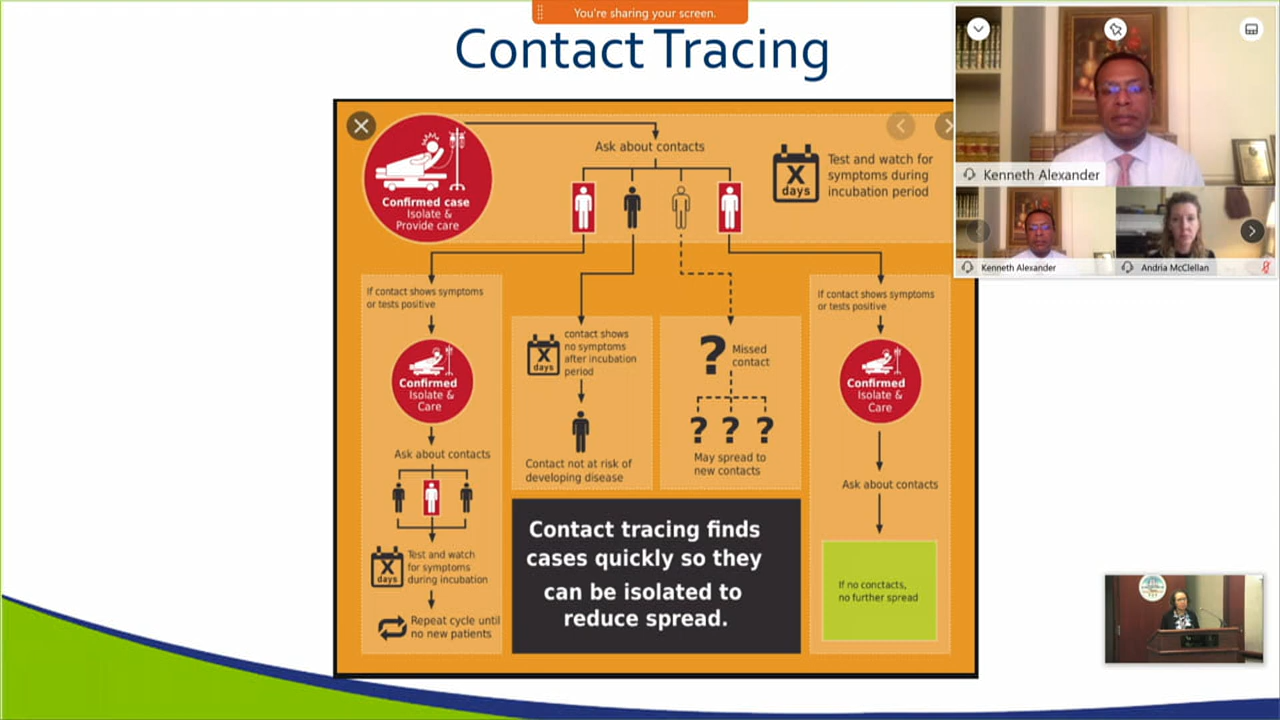 You're sharing your screen.
Contact Tracing
Kenneth Alexander
Kenneth Alexander
Andria McClellan
Ask about contacts
X
days
Test and watch for
symptoms during
incubation period
Confirmed case
Isolate &
Provide care
If contact shows symptoms
or tests positive
Confirmed
Isolate &
Care
Ask about contacts
X
days
Test and watch
for symptoms
during incubation
Repeat cycle until
no new patients
X
days
contact shows
no symptoms
after incubation
period
Contact not at risk of
developing disease
?
Missed
contact
? ? ?
May spread to
new contacts
Contact tracing finds
cases quickly so they
can be isolated to
reduce spread.
If contact shows symptoms
or tests positive
Confirmed
Isolate &
Care
Ask about contacts
If no conctacts,
no further spread